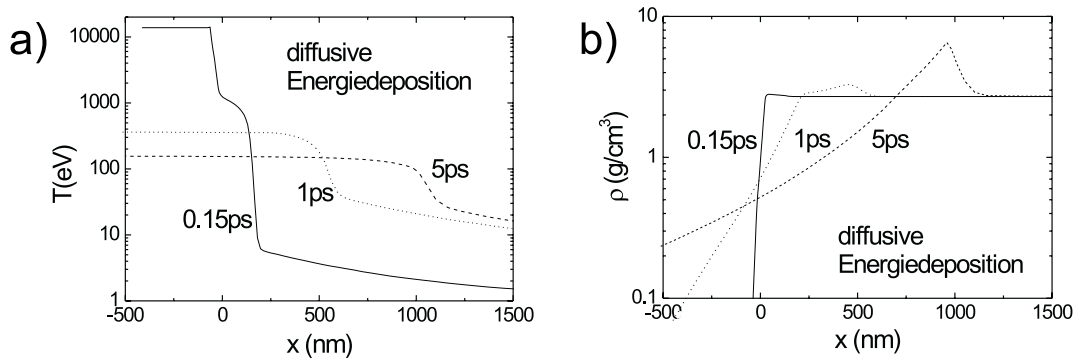 a)
T(eV)
10000
1000
100
10
1
diffusive
Energiedeposition
0.15ps
1ps
5ps
-500
0
500
1000
1500
x (nm)
b)
ρ (g/cm³)
10
1
0.1
0.15ps
1ps
5ps
diffusive
Energiedeposition
-500
0
500
1000
1500
x (nm)